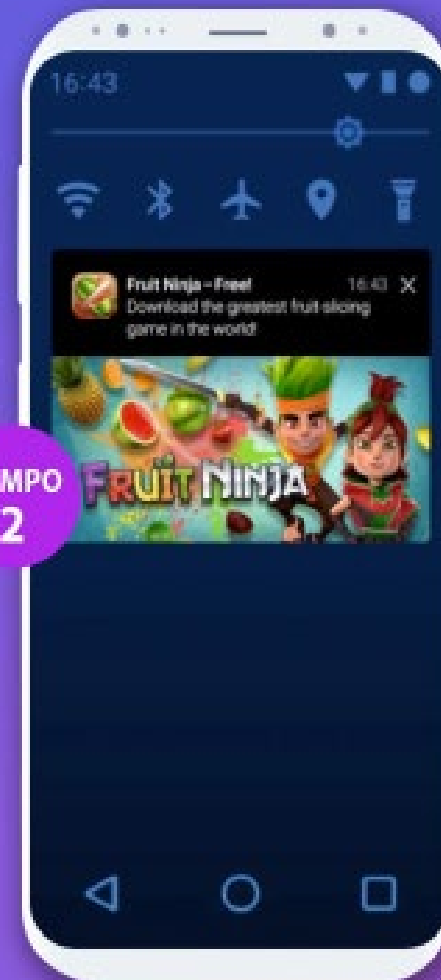 16:43
Fruit Ninja – Free!
16:43
Download the greatest fruit slicing
game in the world!
FRUIT NINJA
MPO
2